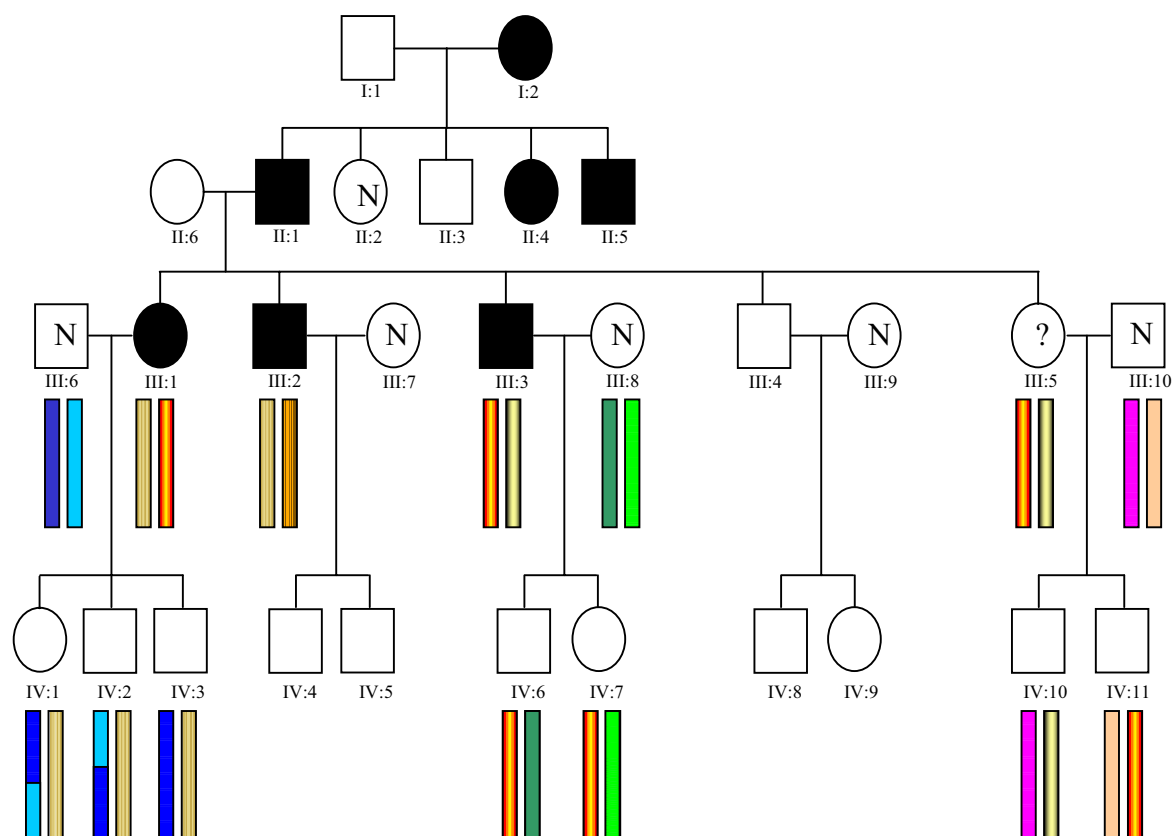 I:1 I:2
N
II:6 II:1 II:2 II:3 II:4 II:5
N N N N ? N
III:6 III:1 III:2 III:7 III:3 III:8 III:4 III:9 III:5 III:10
IV:1 IV:2 IV:3 IV:4 IV:5 IV:6 IV:7 IV:8 IV:9 IV:10 IV:11